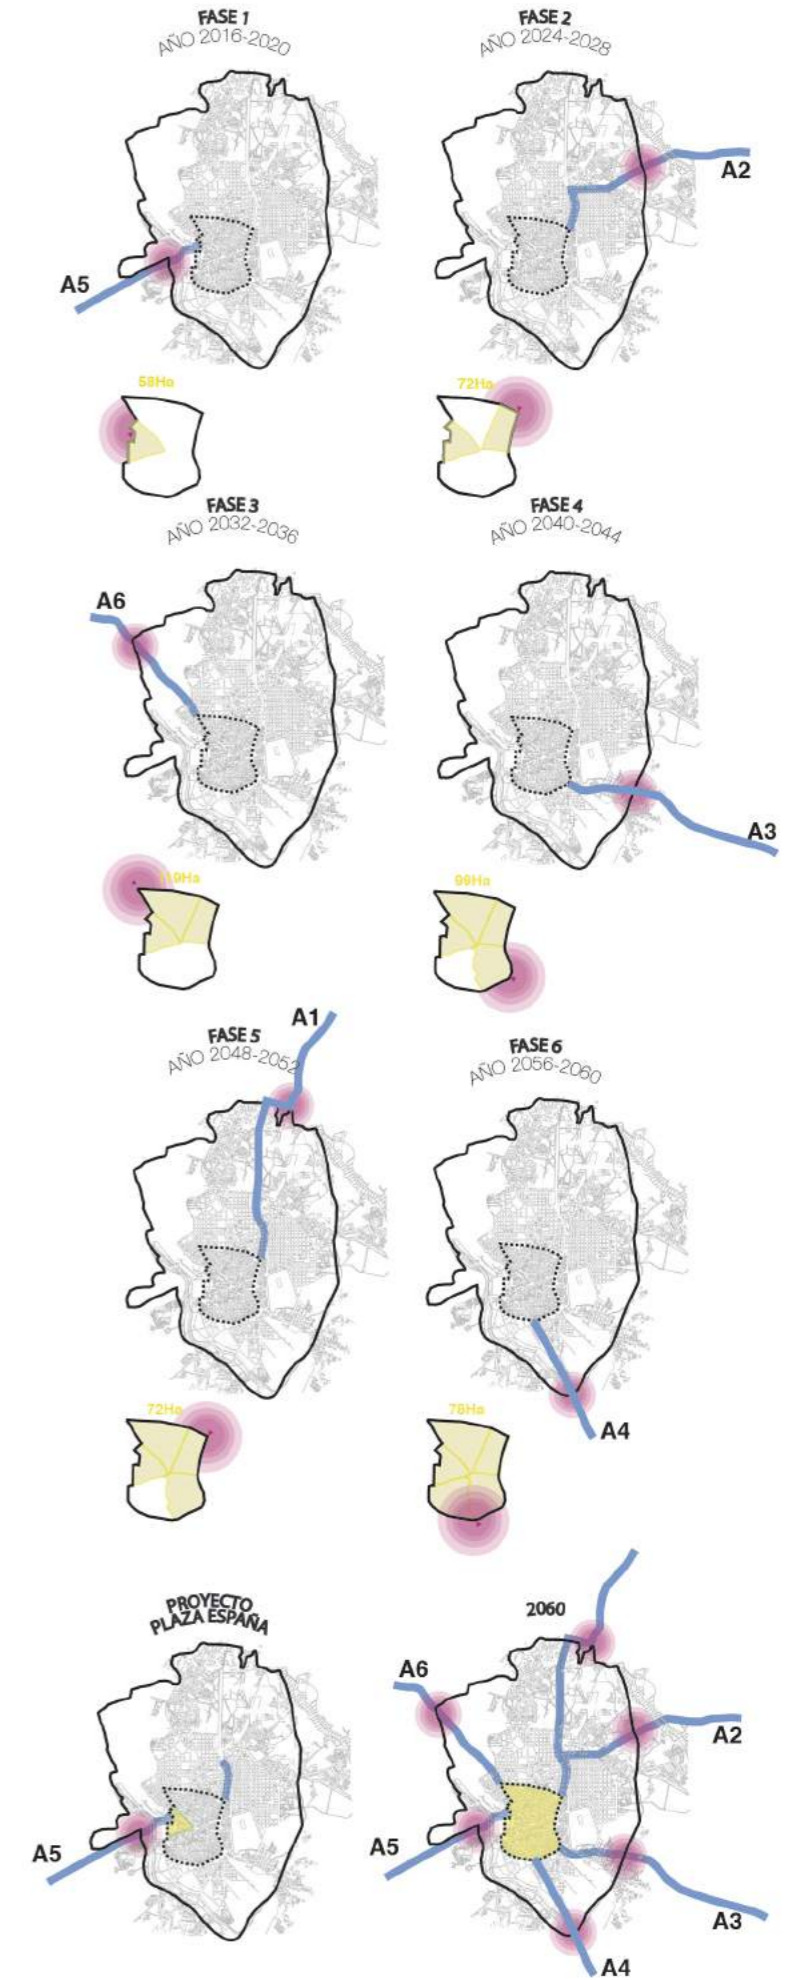 FASE 1
AÑO 2016-2020
A5
58Ha
FASE 2
AÑO 2024-2028
A2
72Ha
FASE 3
AÑO 2032-2036
A6
119Ha
FASE 4
AÑO 2040-2044
A3
99Ha
FASE 5
AÑO 2048-2052
A1
72Ha
FASE 6
AÑO 2056-2060
A4
76Ha
PROYECTO
PLAZA ESPAÑA
A5
2060
A6
A2
A5
A3
A4